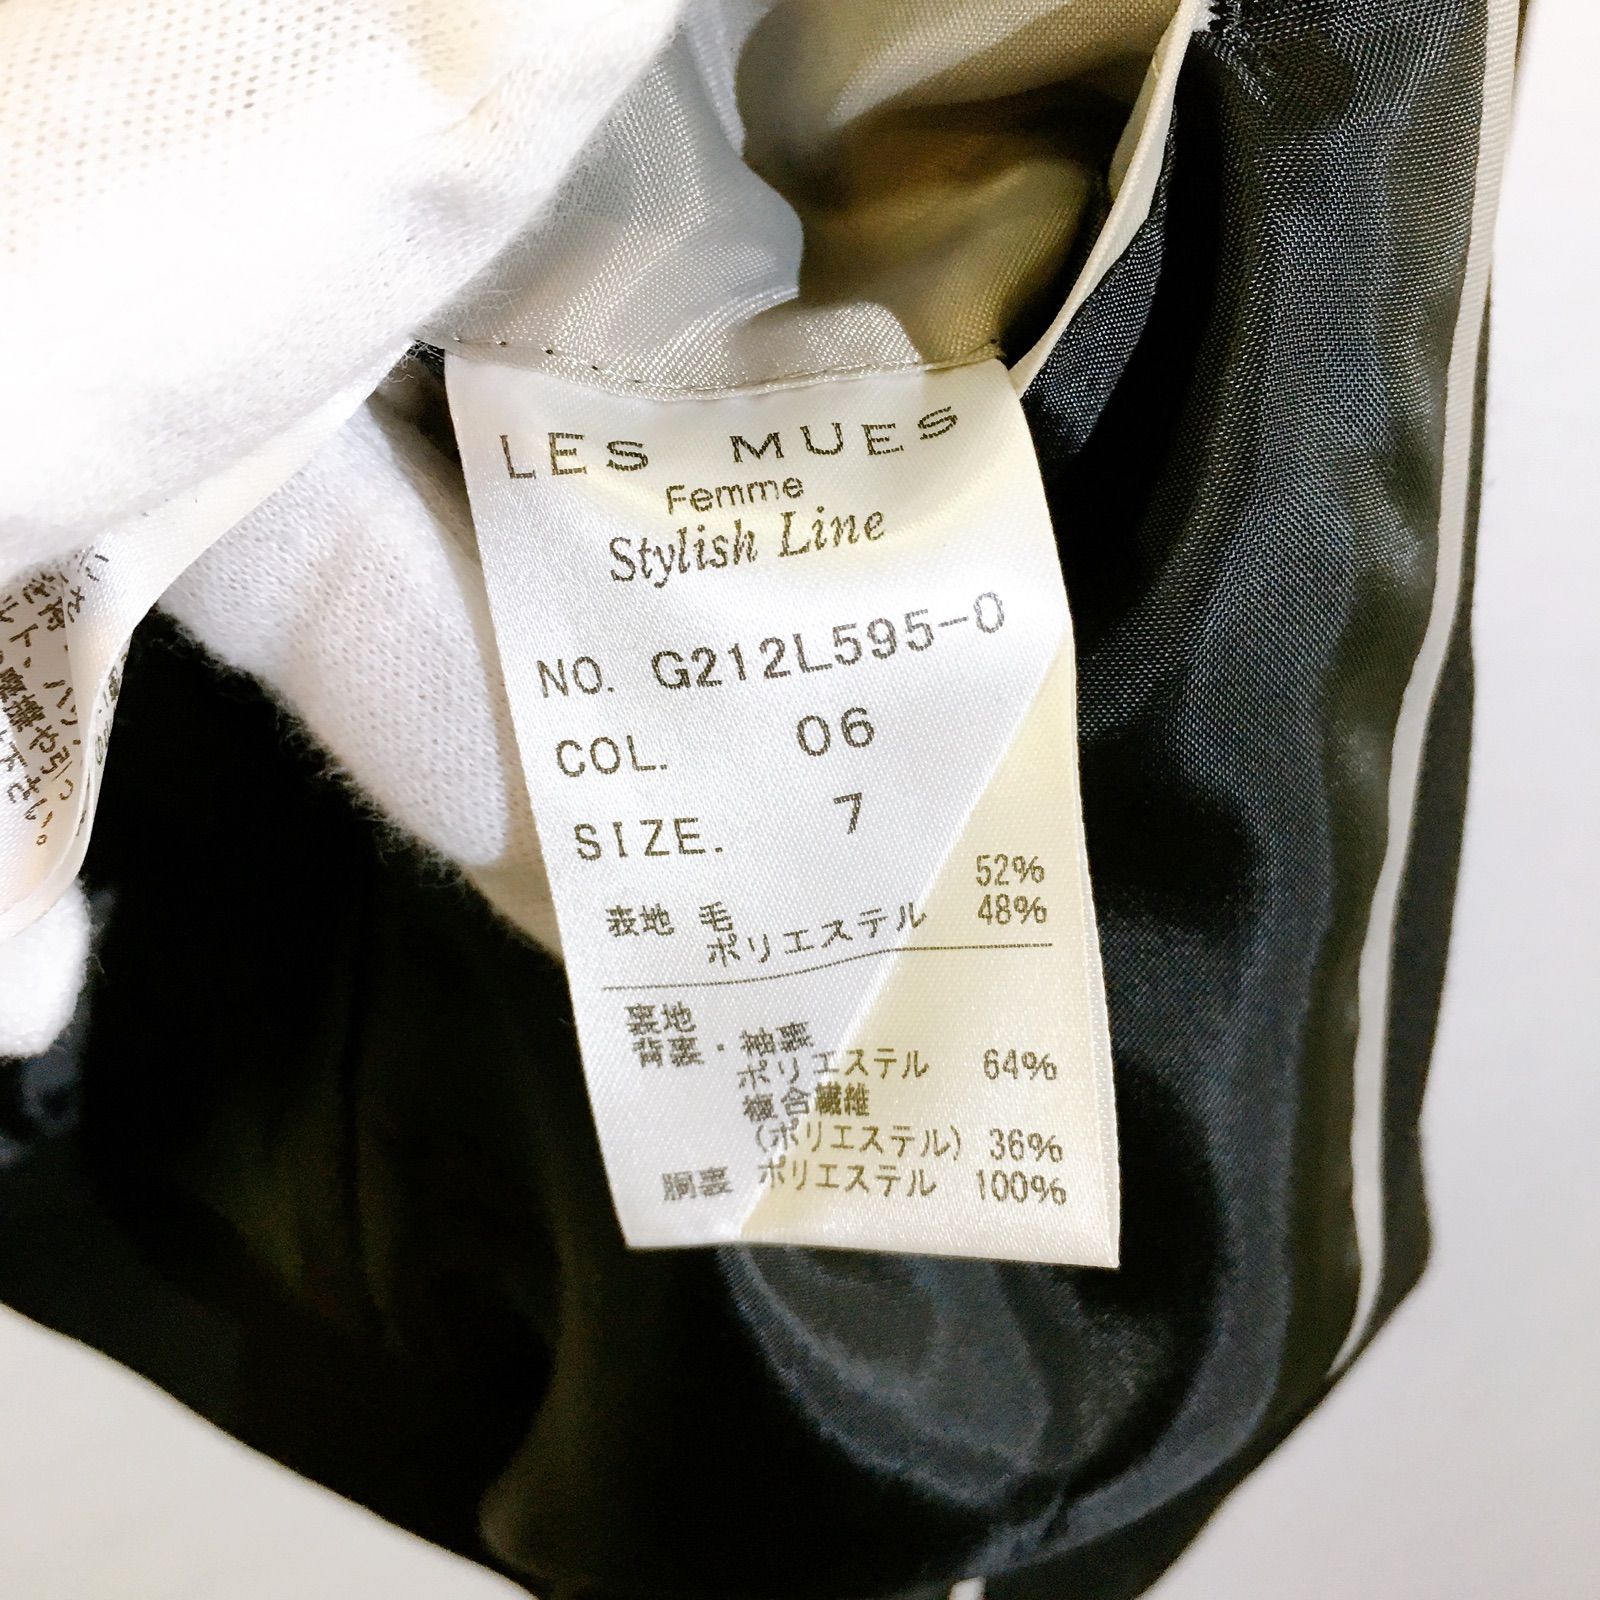 LES MUES
Femme
Stylish Line
NO. G212L595-0
COL. 06
SIZE. 7
52%
表地 毛
ポリエステル 48%
裏地
背裏・袖裏
ポリエステル 64%
複合繊維
(ポリエステル) 36%
胴裏 ポリエステル 100%